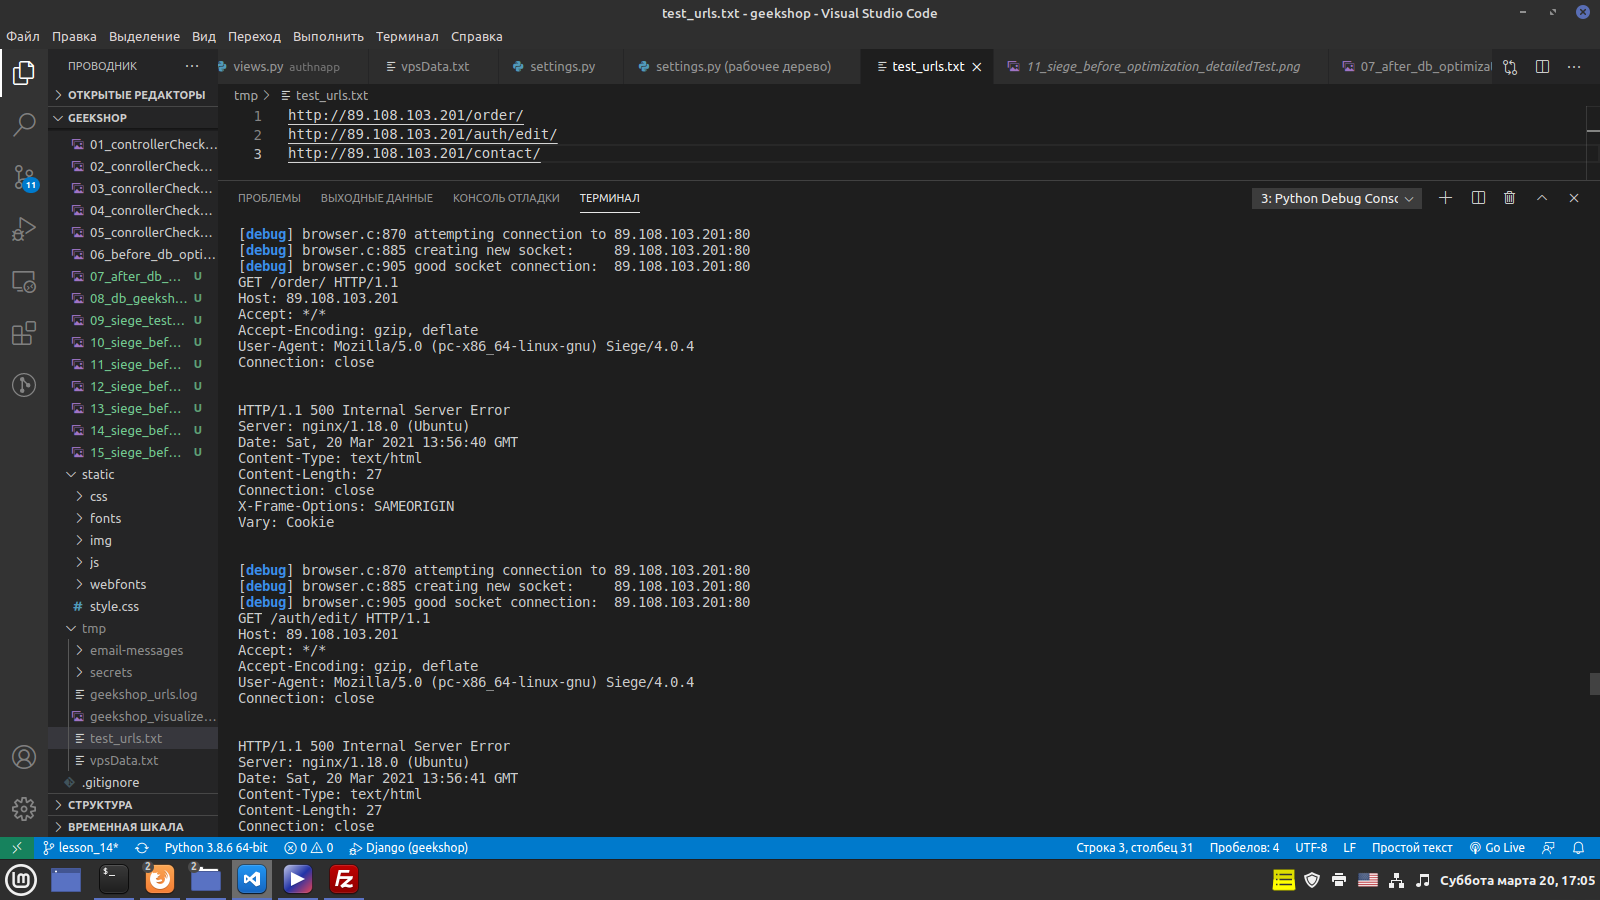 test_urls.txt - geekshop - Visual Studio Code
Файл Правка Выделение Вид Переход Выполнить Терминал Справка
ПРОВОДНИК
views.py authnapp
vpsData.txt
settings.py
settings.py (рабочее дерево)
test_urls.txt
11_siege_before_optimization_detailedTest.png
07_after_db_optimizat
ОТКРЫТЫЕ РЕДАКТОРЫ
GEEKSHOP
01_controllerCheck...
02_conrollerCheck...
03_conrollerCheck...
04_conrollerCheck...
05_conrollerCheck...
06_before_db_opti...
07_after_db_... U
08_db_geeksh... U
09_siege_test... U
10_siege_bef... U
11_siege_bef... U
12_siege_bef... U
13_siege_bef... U
14_siege_bef... U
15_siege_bef... U
static
css
fonts
img
js
webfonts
# style.css
tmp
email-messages
secrets
geekshop_urls.log
geekshop_visualize...
test_urls.txt
vpsData.txt
.gitignore
СТРУКТУРА
ВРЕМЕННАЯ ШКАЛА
11
tmp > test_urls.txt
1 http://89.108.103.201/order/
2 http://89.108.103.201/auth/edit/
3 http://89.108.103.201/contact/
ПРОБЛЕМЫ ВЫХОДНЫЕ ДАННЫЕ КОНСОЛЬ ОТЛАДКИ ТЕРМИНАЛ
3: Python Debug Consc
[debug] browser.c:870 attempting connection to 89.108.103.201:80
[debug] browser.c:885 creating new socket:     89.108.103.201:80
[debug] browser.c:905 good socket connection:  89.108.103.201:80
GET /order/ HTTP/1.1
Host: 89.108.103.201
Accept: */*
Accept-Encoding: gzip, deflate
User-Agent: Mozilla/5.0 (pc-x86_64-linux-gnu) Siege/4.0.4
Connection: close
HTTP/1.1 500 Internal Server Error
Server: nginx/1.18.0 (Ubuntu)
Date: Sat, 20 Mar 2021 13:56:40 GMT
Content-Type: text/html
Content-Length: 27
Connection: close
X-Frame-Options: SAMEORIGIN
Vary: Cookie
[debug] browser.c:870 attempting connection to 89.108.103.201:80
[debug] browser.c:885 creating new socket:     89.108.103.201:80
[debug] browser.c:905 good socket connection:  89.108.103.201:80
GET /auth/edit/ HTTP/1.1
Host: 89.108.103.201
Accept: */*
Accept-Encoding: gzip, deflate
User-Agent: Mozilla/5.0 (pc-x86_64-linux-gnu) Siege/4.0.4
Connection: close
HTTP/1.1 500 Internal Server Error
Server: nginx/1.18.0 (Ubuntu)
Date: Sat, 20 Mar 2021 13:56:41 GMT
Content-Type: text/html
Content-Length: 27
Connection: close
lesson_14* Python 3.8.6 64-bit 0 0 Django (geekshop) Строка 3, столбец 31 Пробелов: 4 UTF-8 LF Простой текст Go Live
2 2 Fz Суббота марта 20, 17:05